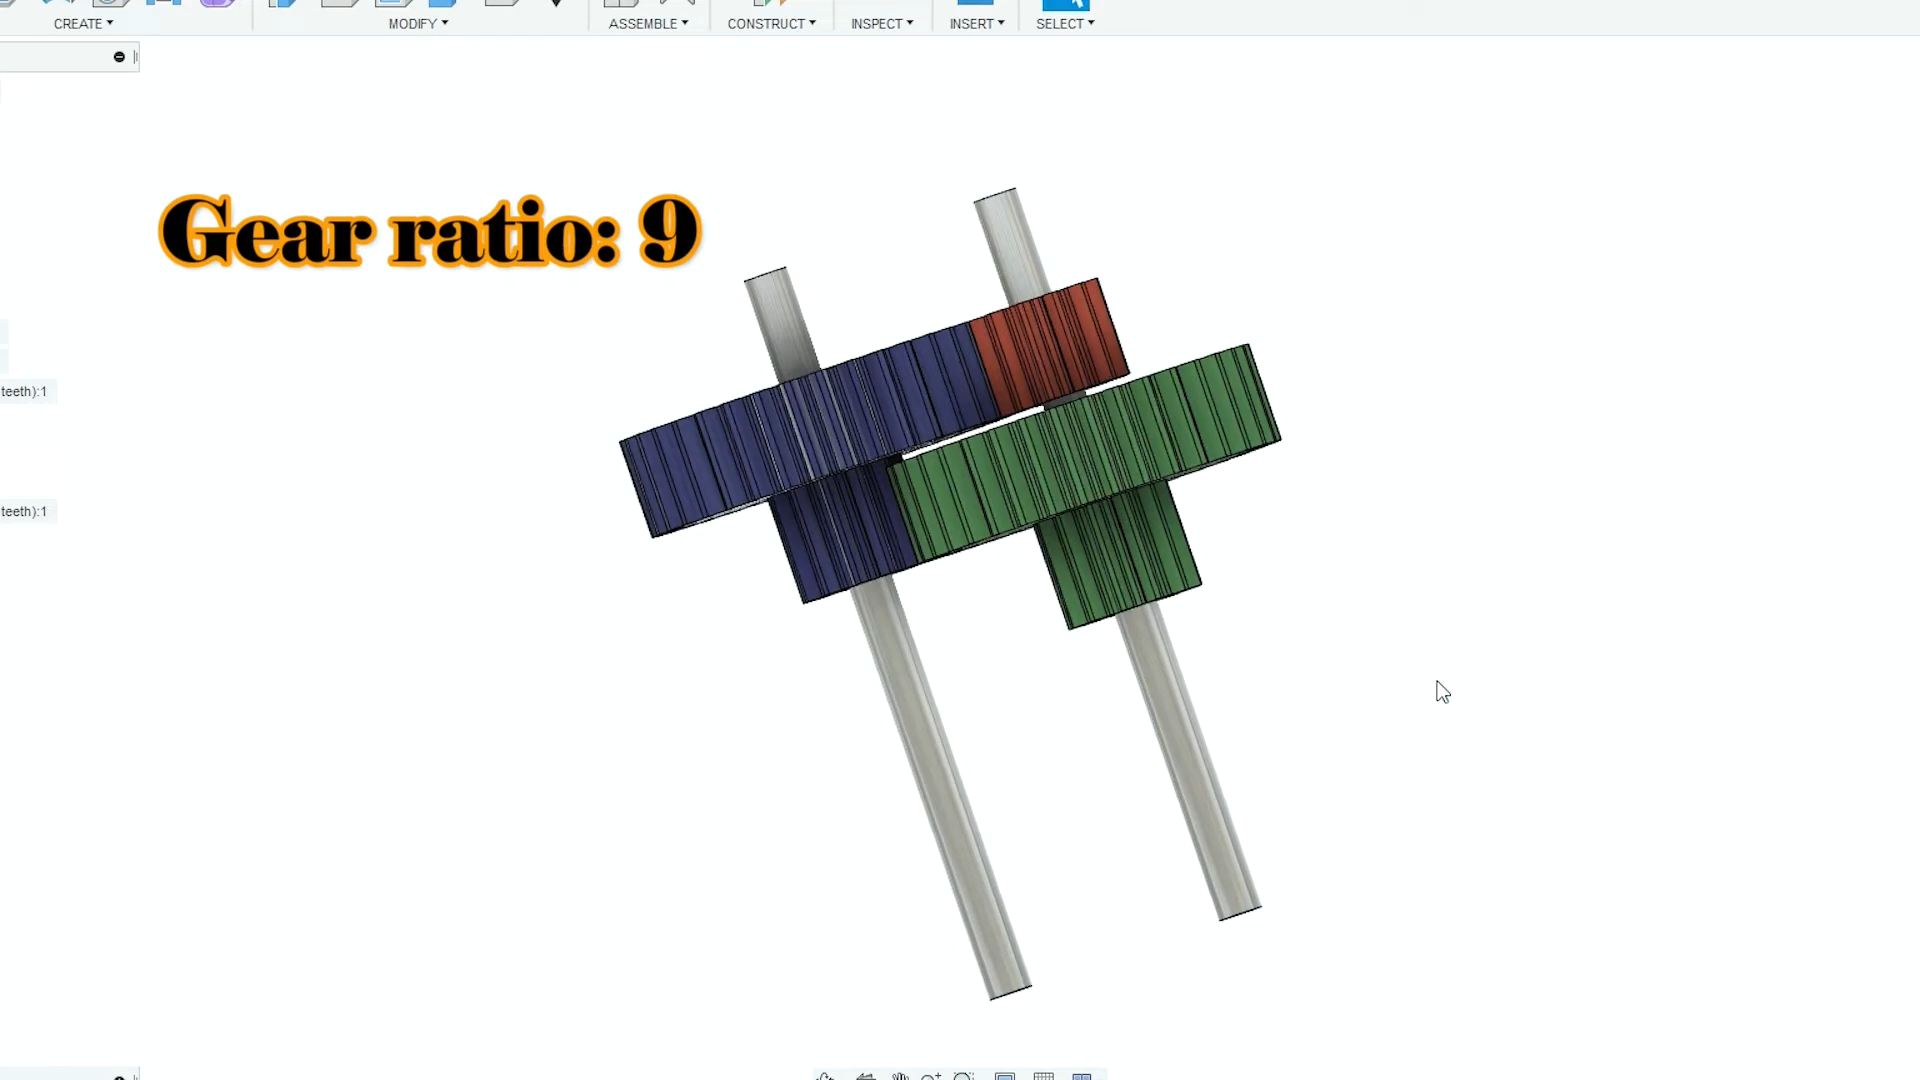 CREATE MODIFY ASSEMBLE CONSTRUCT INSPECT INSERT SELECT
Gear ratio: 9
teeth):1
teeth):1